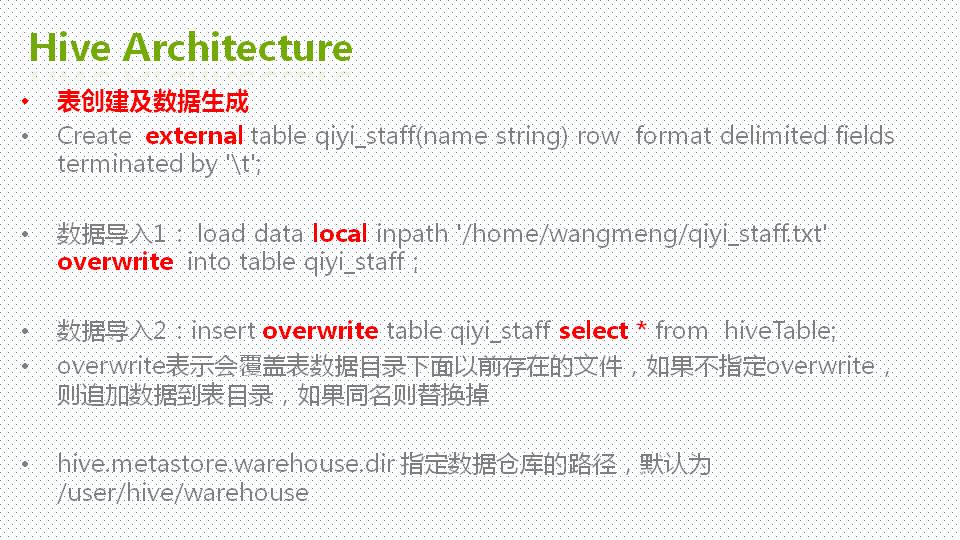 Hive Architecture
• 表创建及数据生成
• Create external table qiyi_staff(name string) row format delimited fields
terminated by '\t';
• 数据导入1： load data local inpath '/home/wangmeng/qiyi_staff.txt'
overwrite into table qiyi_staff ;
• 数据导入2：insert overwrite table qiyi_staff select * from hiveTable;
• overwrite表示会覆盖表数据目录下面以前存在的文件，如果不指定overwrite，
则追加数据到表目录，如果同名则替换掉
• hive.metastore.warehouse.dir 指定数据仓库的路径，默认为
/user/hive/warehouse